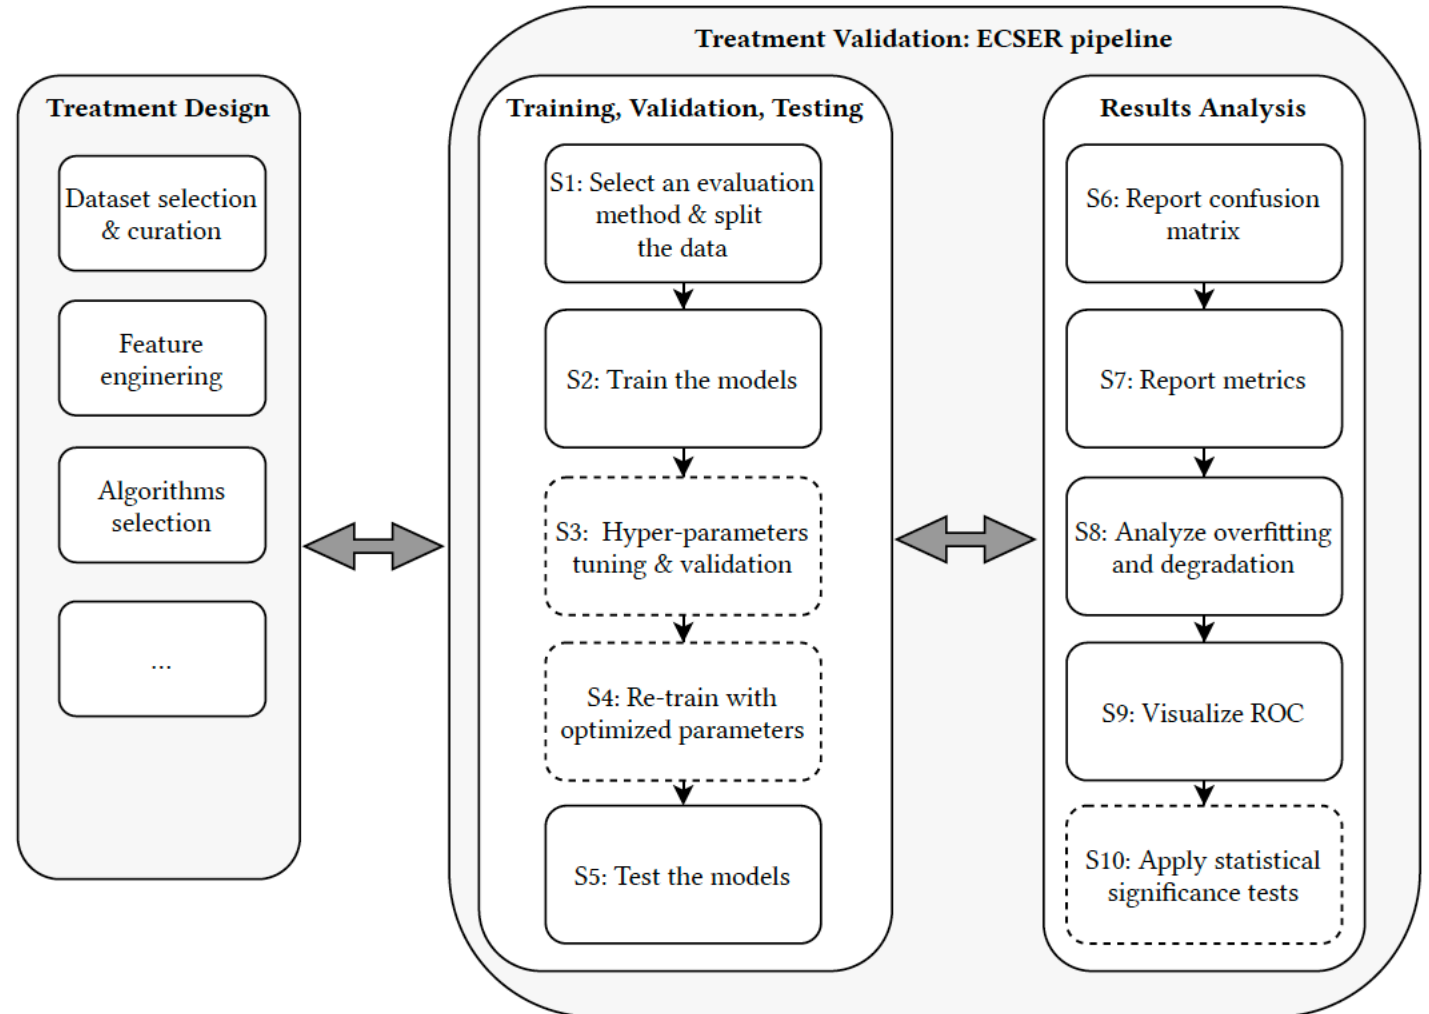 Treatment Validation: ECSER pipeline
Treatment Design
Dataset selection
& curation
Feature
enginering
Algorithms
selection
...
Training, Validation, Testing
S1: Select an evaluation
method & split
the data
S2: Train the models
S3: Hyper-parameters
tuning & validation
S4: Re-train with
optimized parameters
S5: Test the models
Results Analysis
S6: Report confusion
matrix
S7: Report metrics
S8: Analyze overfitting
and degradation
S9: Visualize ROC
S10: Apply statistical
significance tests